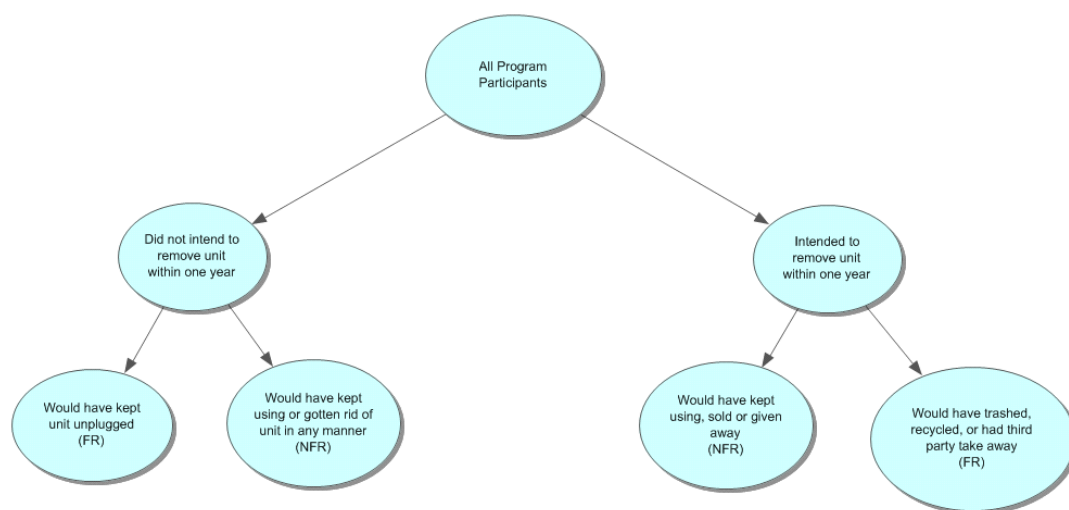 All Program
Participants
Did not intend to
remove unit
within one year
Intended to
remove unit
within one year
Would have kept
unit unplugged
(FR)
Would have kept
using or gotten rid of
unit in any manner
(NFR)
Would have kept
using, sold or given
away
(NFR)
Would have trashed,
recycled, or had third
party take away
(FR)